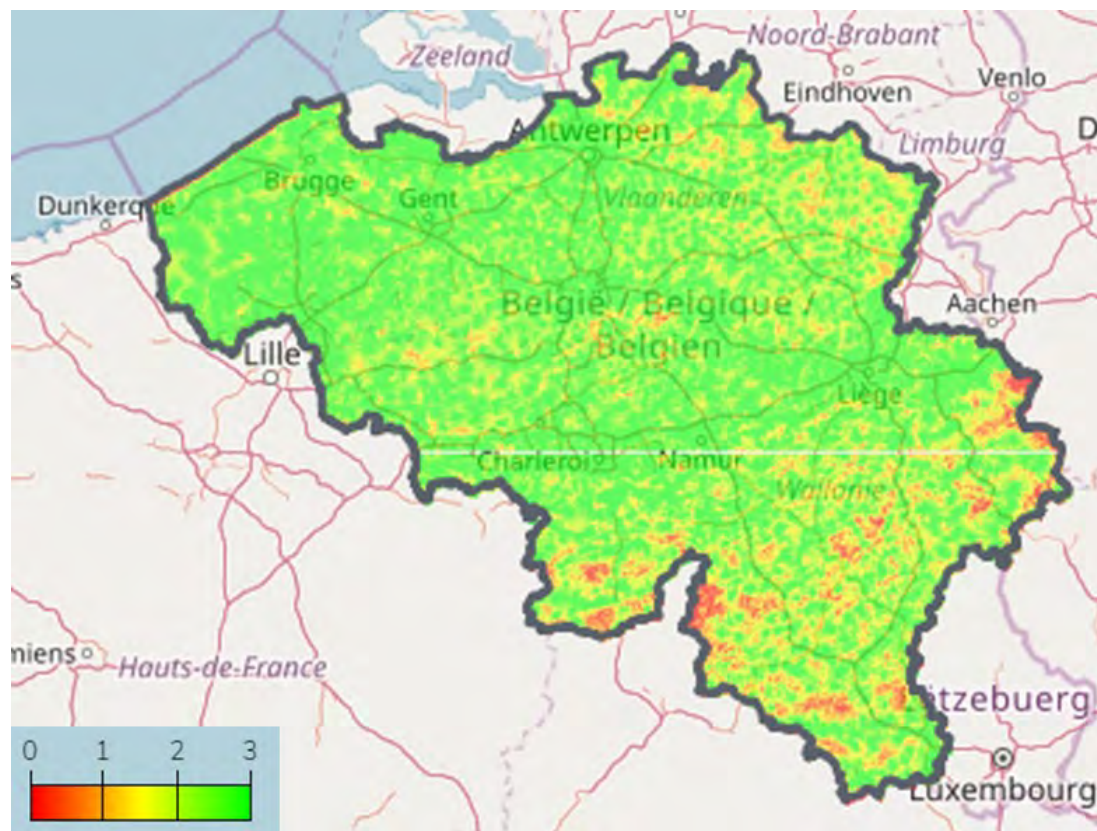 Zeeland
Noord-Brabant
Eindhoven
Venlo
Antwerpen
D
Limburg
Brugge
Gent
Vlaanderen
Dunkerque
s
België / Belgique /
Belgien
Aachen
Lille
Liège
Charleroi
Namur
Wallonie
miens
Hauts-de-France
Lëtzebuerg
Luxembourg
0 1 2 3